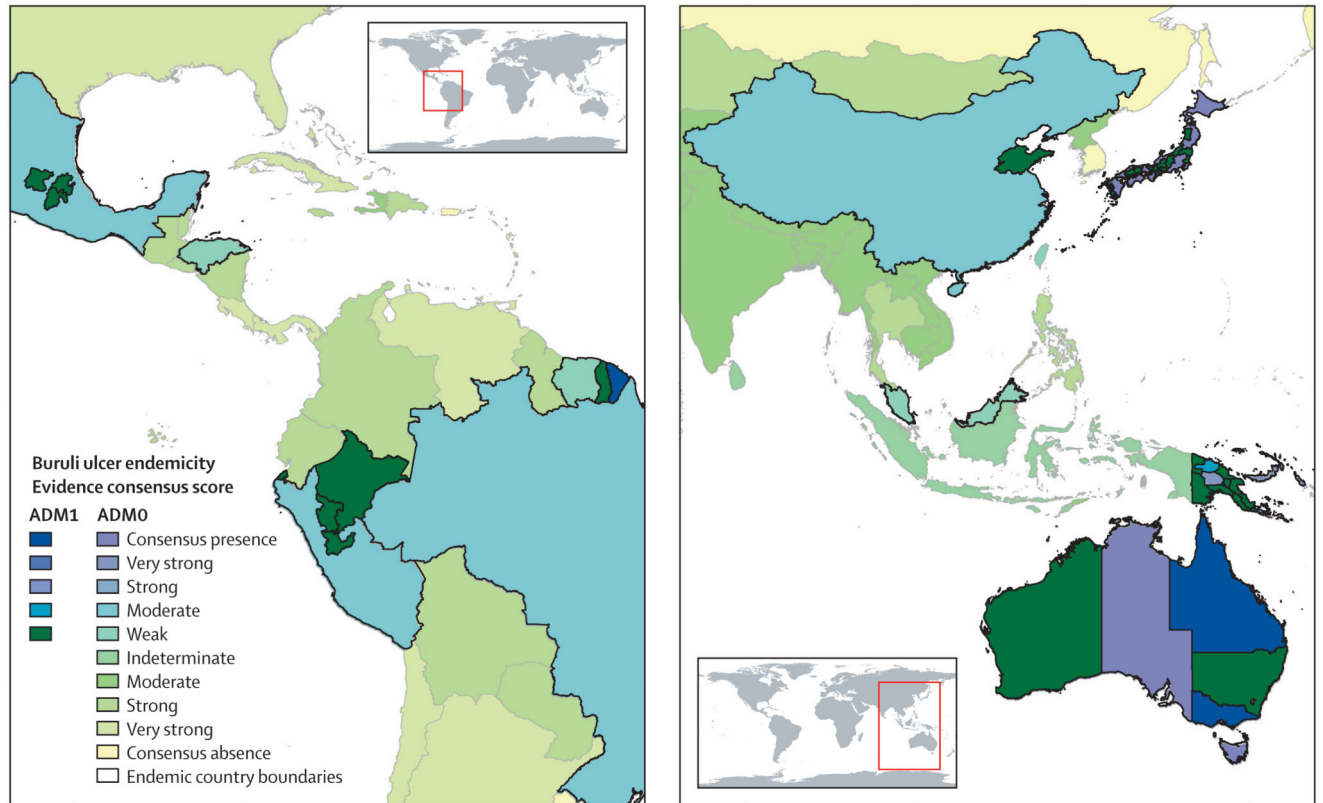 Buruli ulcer endemicity
Evidence consensus score
ADM1 ADM0
Consensus presence
Very strong
Strong
Moderate
Weak
Indeterminate
Moderate
Strong
Very strong
Consensus absence
Endemic country boundaries